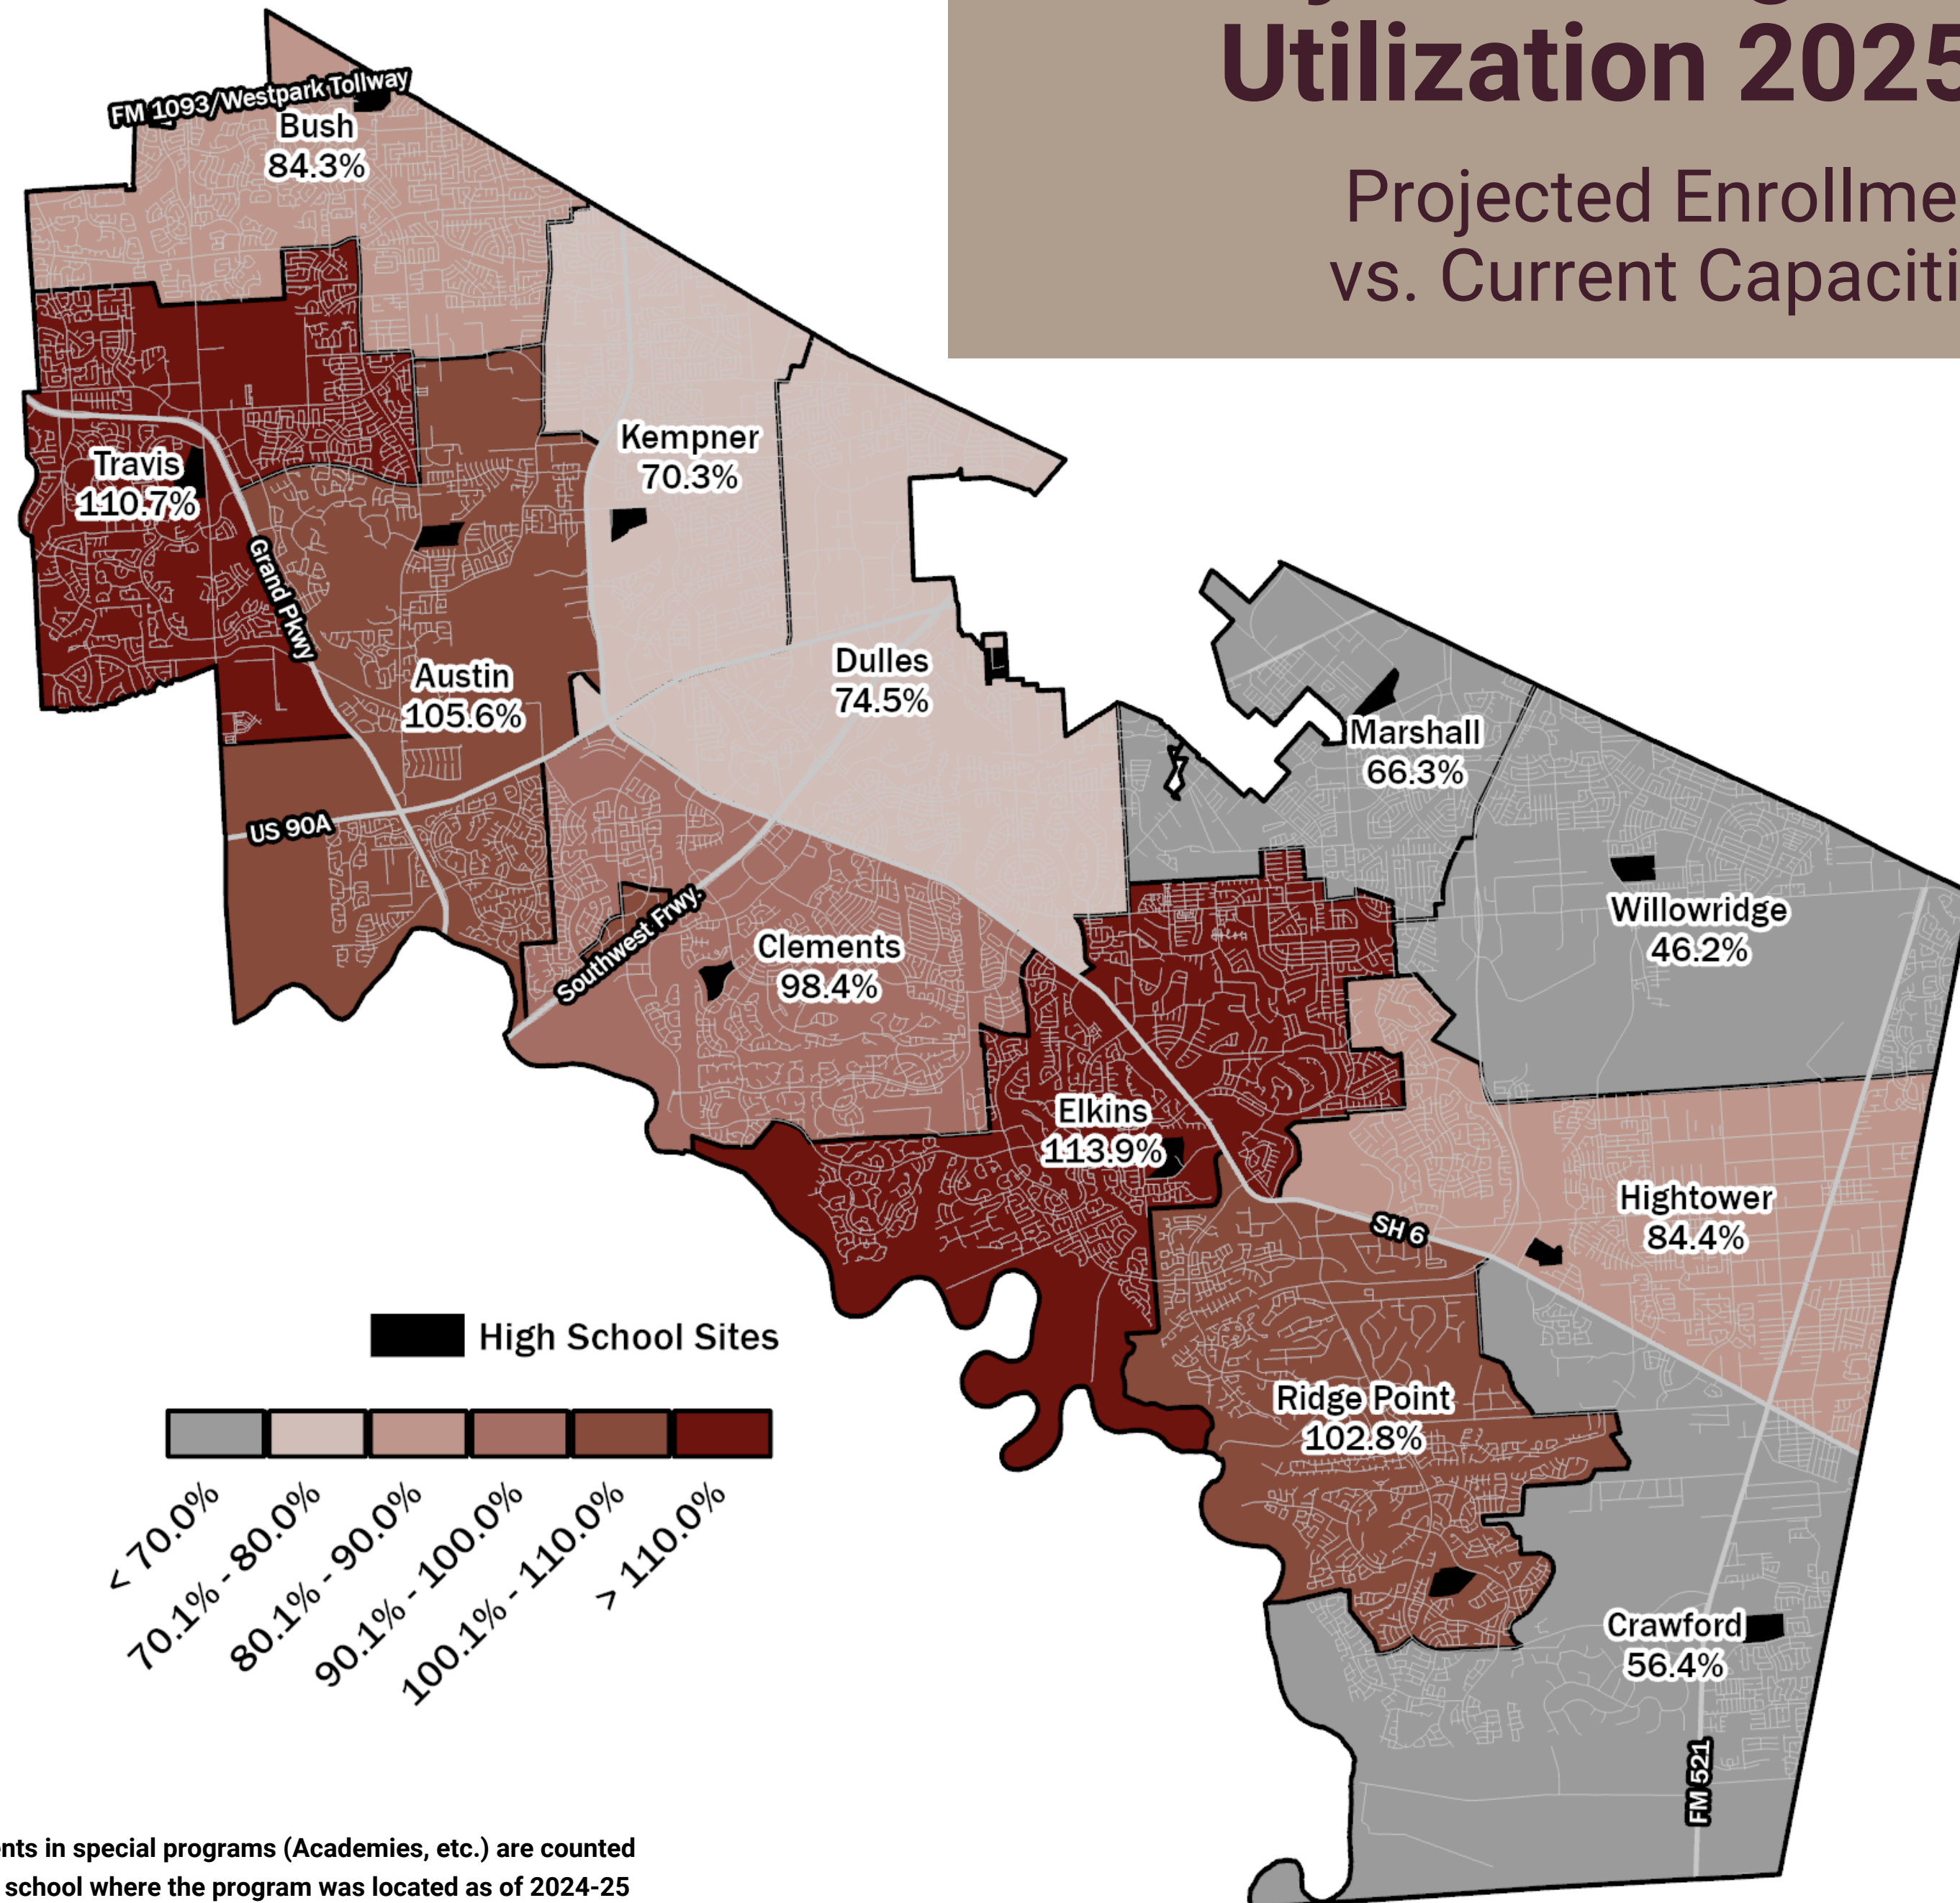 Utilization 2025
Projected Enrollme
vs. Current Capaciti
FM 1093/Westpark Tollway
Bush
84.3%
Kempner
70.3%
Travis
110.7%
Grand Pkwy
Austin
105.6%
Dulles
74.5%
Marshall
66.3%
US 90A
Willowridge
46.2%
Southwest Frwy.
Clements
98.4%
Elkins
113.9%
Hightower
84.4%
SH 6
High School Sites
Ridge Point
102.8%
< 70.0%
70.1% - 80.0%
80.1% - 90.0%
90.1% - 100.0%
100.1% - 110.0%
> 110.0%
Crawford
56.4%
FM 521
nts in special programs (Academies, etc.) are counted
school where the program was located as of 2024-25